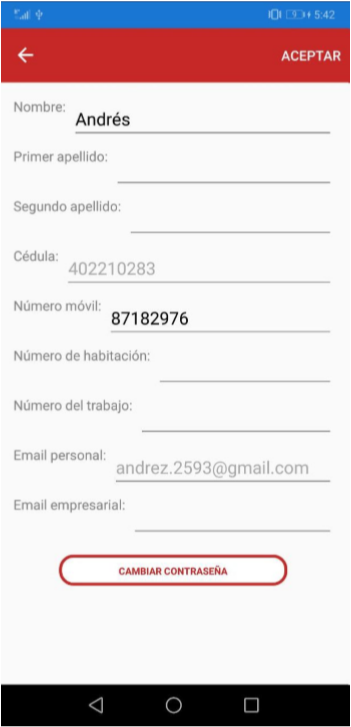 5:42
ACEPTAR
Nombre: Andrés
Primer apellido:
Segundo apellido:
Cédula: 402210283
Número móvil: 87182976
Número de habitación:
Número del trabajo:
Email personal: andrez.2593@gmail.com
Email empresarial:
CAMBIAR CONTRASEÑA